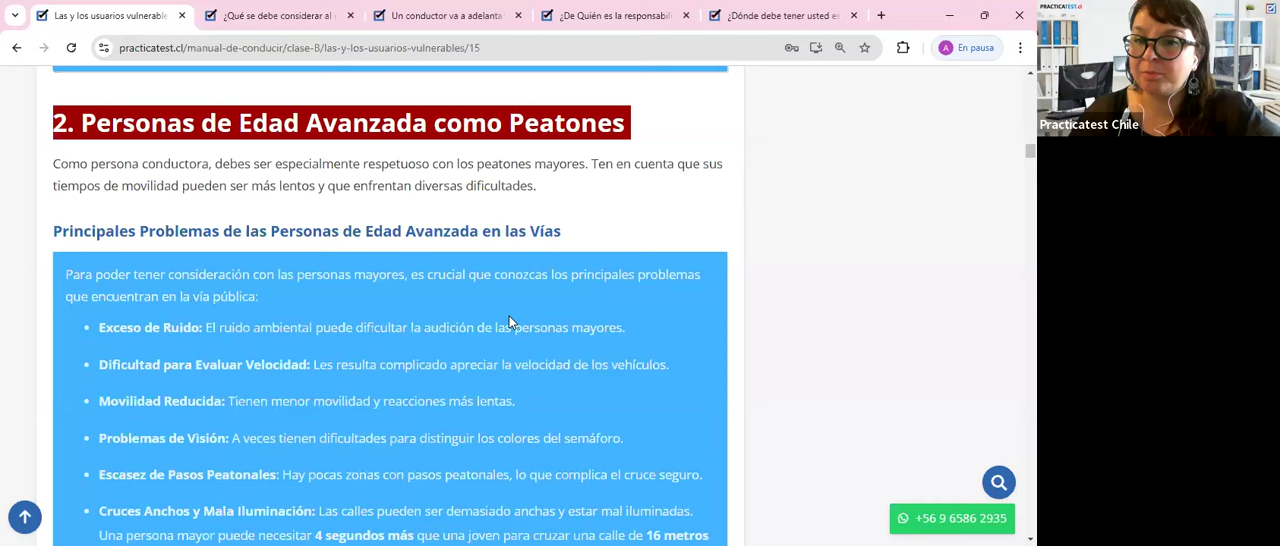 Las y los usuarios vulnerable
¿Qué se debe considerar al
Un conductor va a adelanta
¿De Quién es la responsabil
¿Dónde debe tener usted es
practicatest.cl/manual-de-conducir/clase-B/las-y-los-usuarios-vulnerables/15
A
En pausa
PRACTICATEST.cl
Practicatest Chile
2. Personas de Edad Avanzada como Peatones
Como persona conductora, debes ser especialmente respetuoso con los peatones mayores. Ten en cuenta que sus
tiempos de movilidad pueden ser más lentos y que enfrentan diversas dificultades.
Principales Problemas de las Personas de Edad Avanzada en las Vías
Para poder tener consideración con las personas mayores, es crucial que conozcas los principales problemas
que encuentran en la vía pública:
Exceso de Ruido: El ruido ambiental puede dificultar la audición de las personas mayores.
Dificultad para Evaluar Velocidad: Les resulta complicado apreciar la velocidad de los vehículos.
Movilidad Reducida: Tienen menor movilidad y reacciones más lentas.
Problemas de Visión: A veces tienen dificultades para distinguir los colores del semáforo.
Escasez de Pasos Peatonales: Hay pocas zonas con pasos peatonales, lo que complica el cruce seguro.
Cruces Anchos y Mala Iluminación: Las calles pueden ser demasiado anchas y estar mal iluminadas.
Una persona mayor puede necesitar 4 segundos más que una joven para cruzar una calle de 16 metros
+56 9 6586 2935